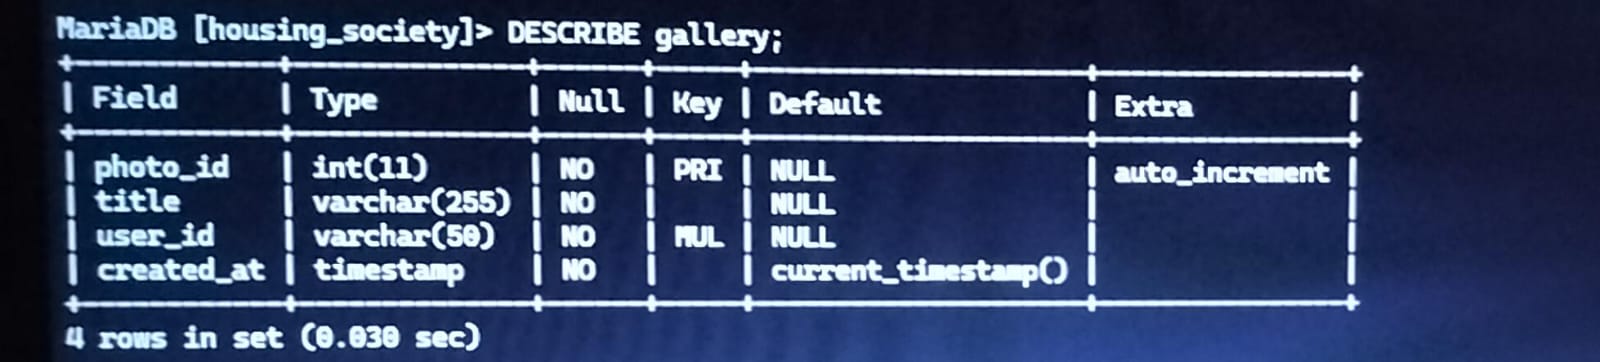 MariaDB [housing_society]> DESCRIBE gallery;
+------------+--------------+------+-----+---------------------+----------------+
| Field      | Type         | Null | Key | Default             | Extra          |
+------------+--------------+------+-----+---------------------+----------------+
| photo_id   | int(11)      | NO   | PRI | NULL                | auto_increment |
| title      | varchar(255) | NO   |     | NULL                |                |
| user_id    | varchar(50)  | NO   | MUL | NULL                |                |
| created_at | timestamp    | NO   |     | current_timestamp() |                |
+------------+--------------+------+-----+---------------------+----------------+
4 rows in set (0.030 sec)